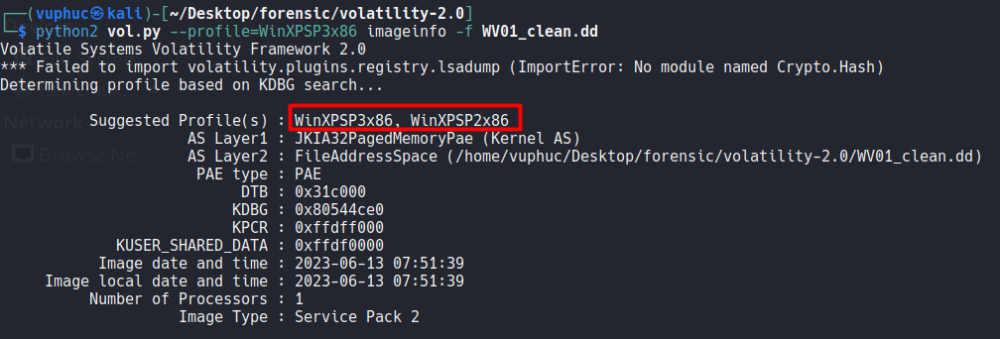 ┌──(vuphuc㉿kali)-[~/Desktop/forensic/volatility-2.0]
└─$ python2 vol.py --profile=WinXPSP3x86 imageinfo -f WV01_clean.dd
Volatile Systems Volatility Framework 2.0
*** Failed to import volatility.plugins.registry.lsadump (ImportError: No module named Crypto.Hash)
Determining profile based on KDBG search...
Suggested Profile(s) : WinXPSP3x86, WinXPSP2x86
AS Layer1 : JKIA32PagedMemoryPae (Kernel AS)
AS Layer2 : FileAddressSpace (/home/vuphuc/Desktop/forensic/volatility-2.0/WV01_clean.dd)
PAE type : PAE
DTB : 0x31c000
KDBG : 0x80544ce0
KPCR : 0xffdff000
KUSER_SHARED_DATA : 0xffdf0000
Image date and time : 2023-06-13 07:51:39
Image local date and time : 2023-06-13 07:51:39
Number of Processors : 1
Image Type : Service Pack 2
Network
Browse Ne...